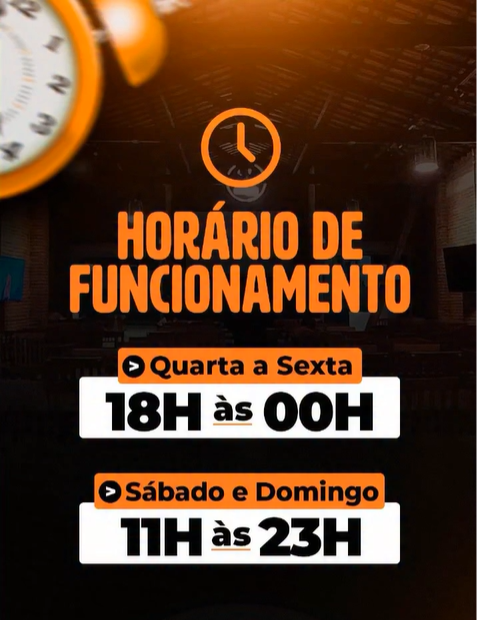 HORÁRIO DE
FUNCIONAMENTO
Quarta a Sexta
18H às 00H
Sábado e Domingo
11H às 23H